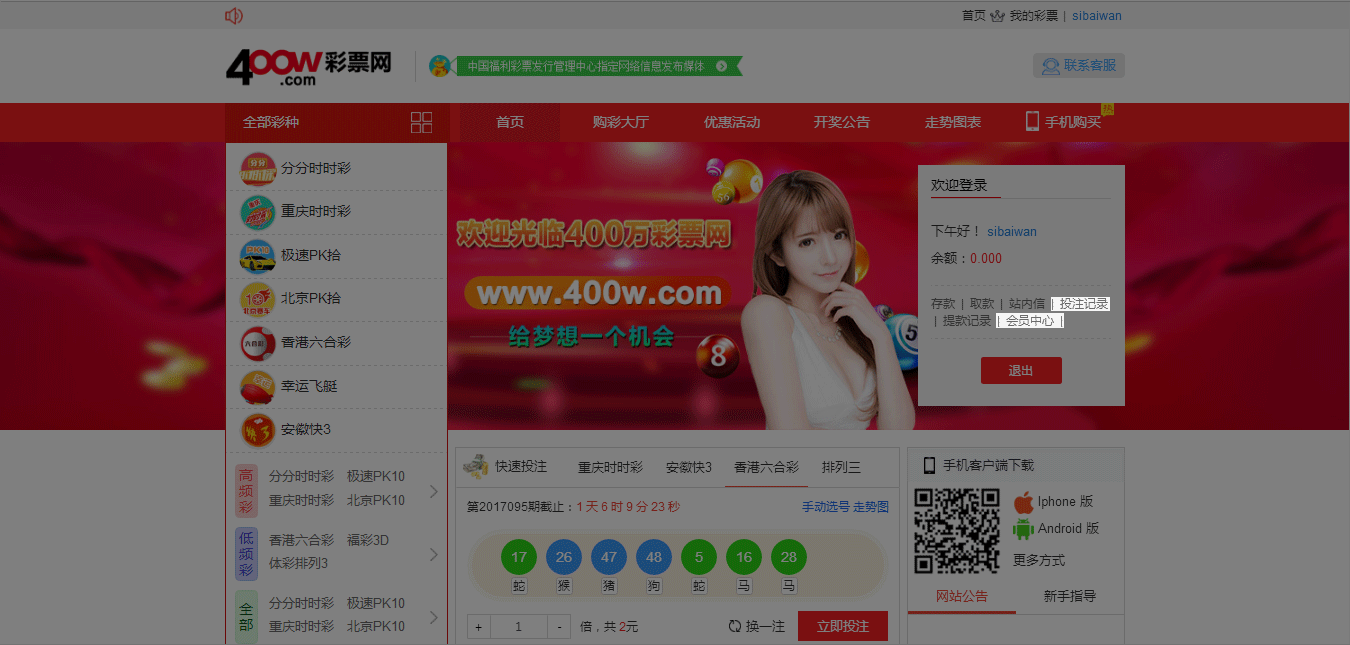 首页 我的彩票 | sibaiwan
400W彩票网
.com
中国福利彩票发行管理中心指定网络信息发布媒体
联系客服
全部彩种 首页 购彩大厅 优惠活动 开奖公告 走势图表 手机购买 热
分分时时彩
重庆时时彩
极速PK拾
北京PK拾
香港六合彩
幸运飞艇
安徽快3
高频彩
分分时时彩 极速PK10
重庆时时彩 北京PK10
低频彩
香港六合彩 福彩3D
体彩排列3
全部
分分时时彩 极速PK10
重庆时时彩 北京PK10
欢迎光临400万彩票网
www.400w.com
给梦想一个机会
8
5
欢迎登录
下午好！ sibaiwan
余额：0.000
存款 | 取款 | 站内信 | 投注记录
| 提款记录 | 会员中心 |
退出
快速投注 重庆时时彩 安徽快3 香港六合彩 排列三
第2017095期截止：1 天 6 时 9 分 23 秒 手动选号 走势图
17 26 47 48 5 16 28
蛇 猴 猪 狗 蛇 马 马
+ 1 - 倍，共 2元 换一注 立即投注
手机客户端下载
Iphone 版
Android 版
更多方式
网站公告 新手指导